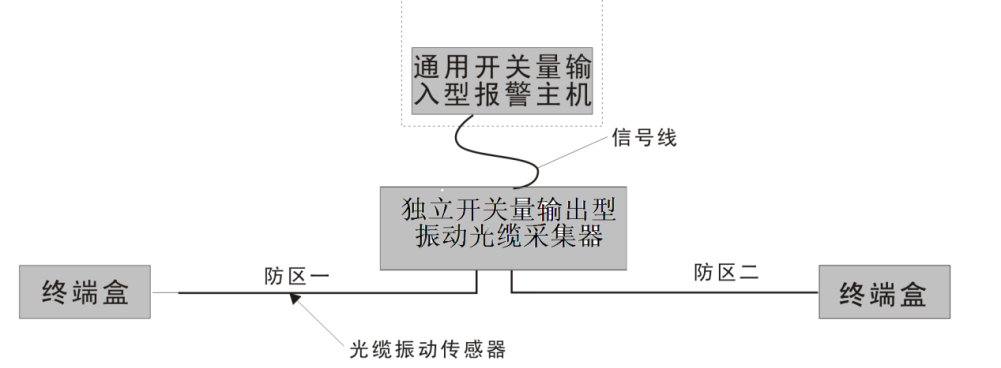 通用开关量输
入型报警主机
信号线
独立开关量输出型
振动光缆采集器
防区一
防区二
终端盒
终端盒
光缆振动传感器